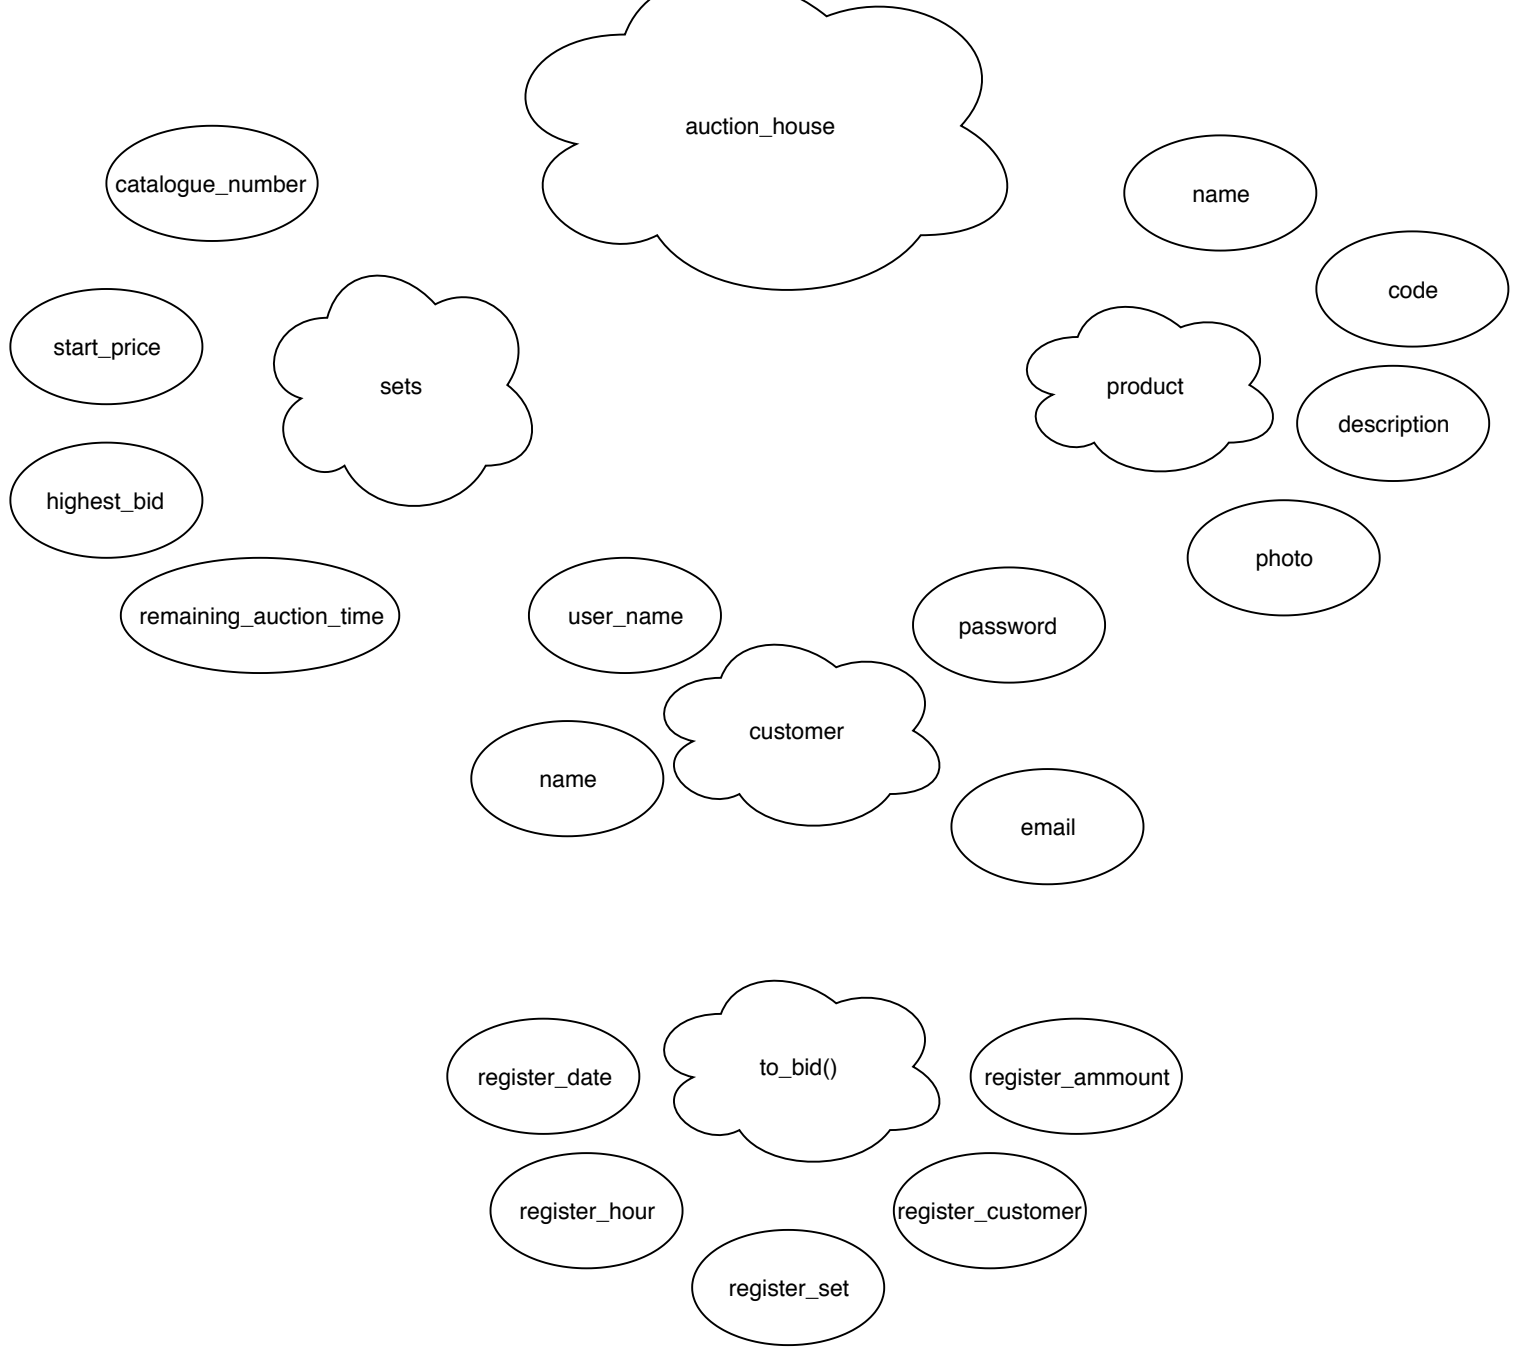 auction_house
catalogue_number
name
code
start_price
sets
product
description
highest_bid
photo
remaining_auction_time
user_name
password
customer
name
email
to_bid()
register_date
register_ammount
register_hour
register_customer
register_set